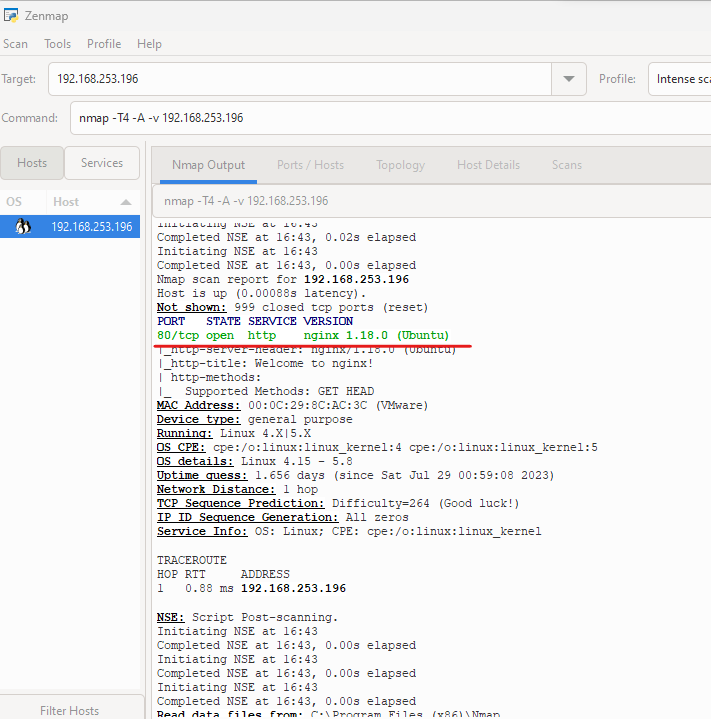 Zenmap
Scan Tools Profile Help
Target: 192.168.253.196 Profile: Intense sca
Command: nmap -T4 -A -v 192.168.253.196
Hosts Services
OS Host
192.168.253.196
Nmap Output Ports / Hosts Topology Host Details Scans
nmap -T4 -A -v 192.168.253.196
Initiating NSE at 16:43
Completed NSE at 16:43, 0.02s elapsed
Initiating NSE at 16:43
Completed NSE at 16:43, 0.00s elapsed
Nmap scan report for 192.168.253.196
Host is up (0.00088s latency).
Not shown: 999 closed tcp ports (reset)
PORT STATE SERVICE VERSION
80/tcp open http nginx 1.18.0 (Ubuntu)
|_http-server-header: nginx/1.18.0 (Ubuntu)
|_http-title: Welcome to nginx!
| http-methods:
|_ Supported Methods: GET HEAD
MAC Address: 00:0C:29:8C:AC:3C (VMware)
Device type: general purpose
Running: Linux 4.X|5.X
OS CPE: cpe:/o:linux:linux_kernel:4 cpe:/o:linux:linux_kernel:5
OS details: Linux 4.15 - 5.8
Uptime guess: 1.656 days (since Sat Jul 29 00:59:08 2023)
Network Distance: 1 hop
TCP Sequence Prediction: Difficulty=264 (Good luck!)
IP ID Sequence Generation: All zeros
Service Info: OS: Linux; CPE: cpe:/o:linux:linux_kernel
TRACEROUTE
HOP RTT ADDRESS
1 0.88 ms 192.168.253.196
NSE: Script Post-scanning.
Initiating NSE at 16:43
Completed NSE at 16:43, 0.00s elapsed
Initiating NSE at 16:43
Completed NSE at 16:43, 0.00s elapsed
Initiating NSE at 16:43
Completed NSE at 16:43, 0.00s elapsed
Read data files from: C:\Program Files (x86)\Nmap
Filter Hosts